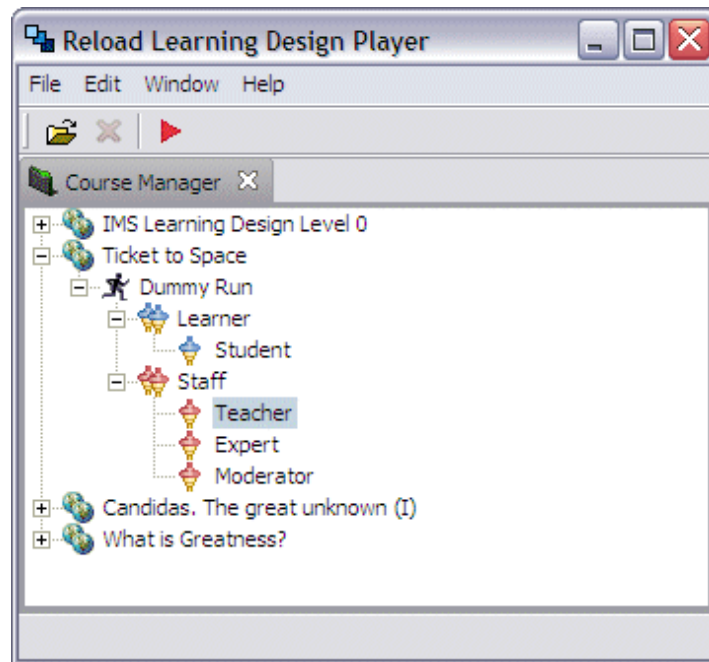 Reload Learning Design Player
File Edit Window Help
Course Manager
IMS Learning Design Level 0
Ticket to Space
Dummy Run
Learner
Student
Staff
Teacher
Expert
Moderator
Candidas. The great unknown (I)
What is Greatness?